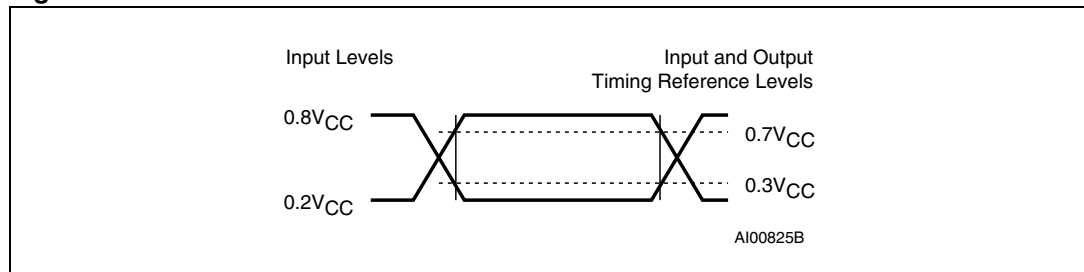 Input Levels
Input and Output
Timing Reference Levels
0.8VCC
0.7VCC
0.3VCC
0.2VCC
AI00825B